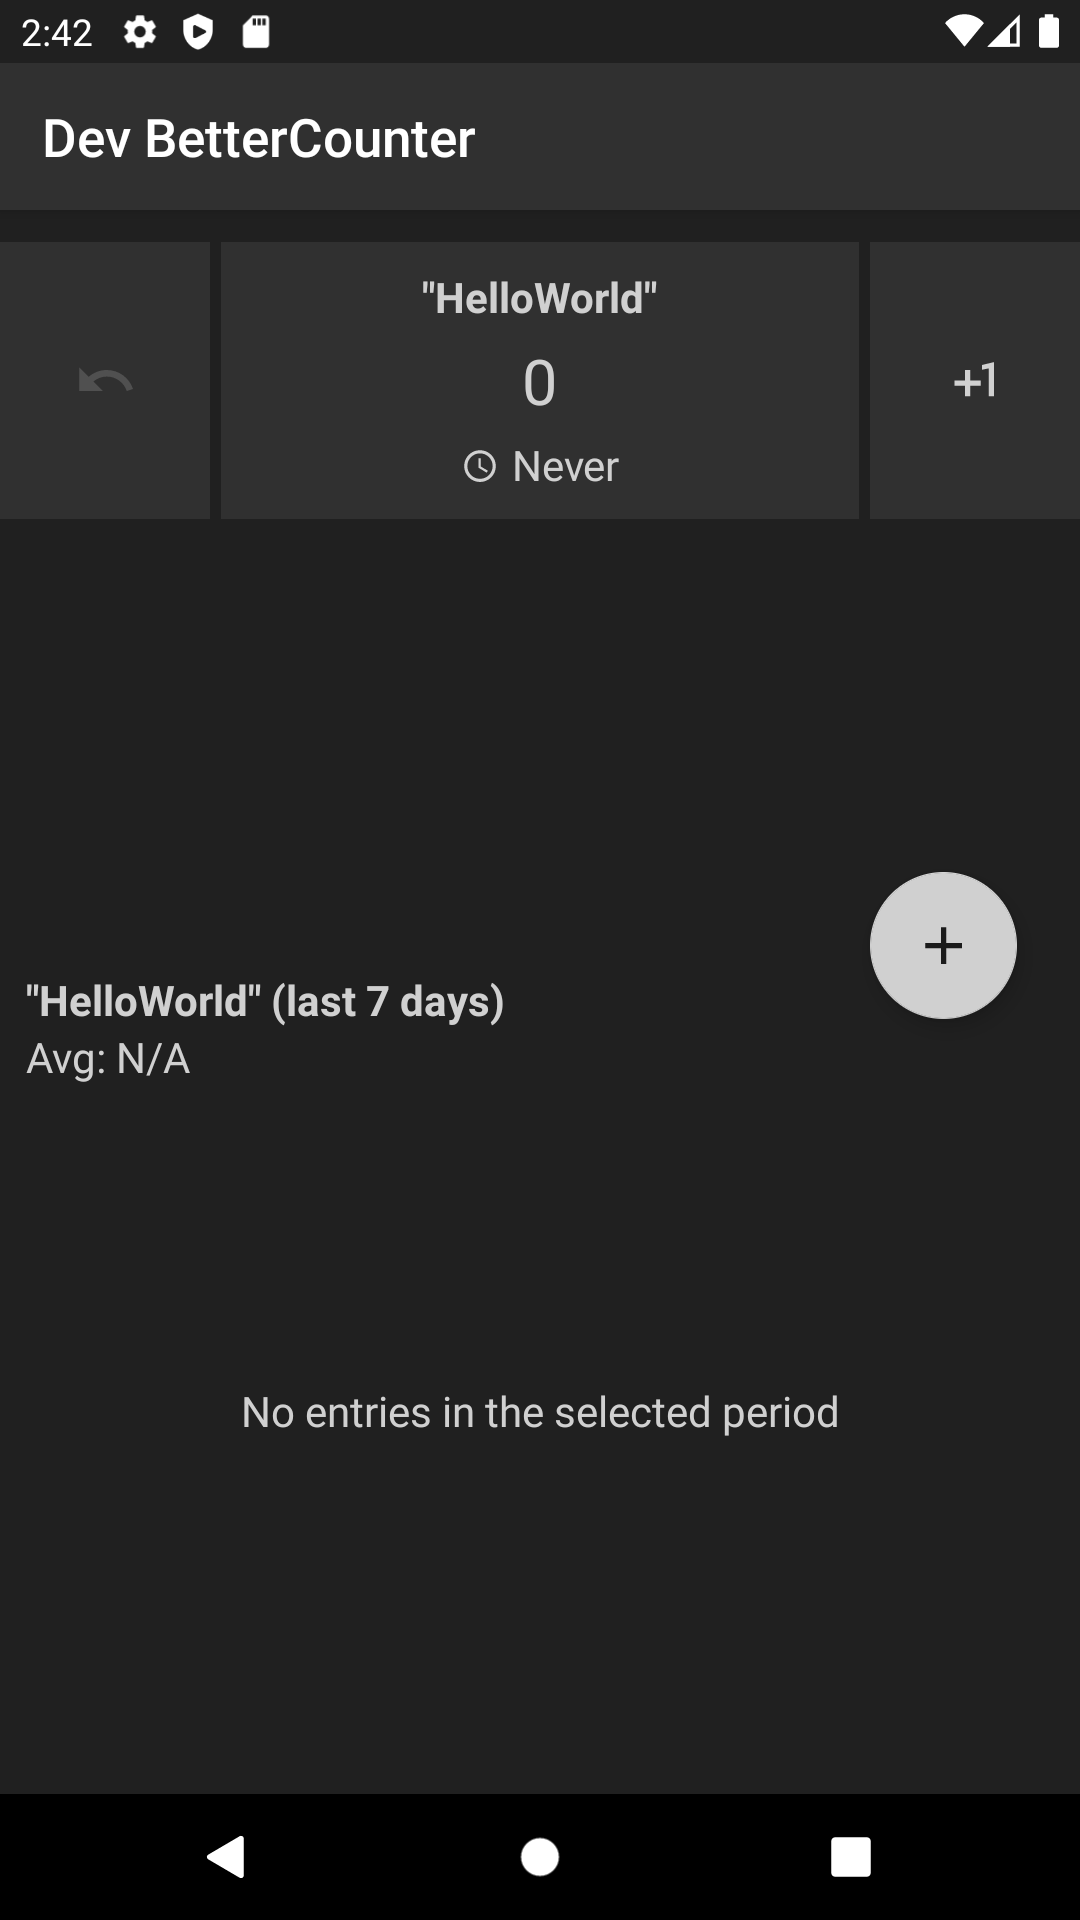 2:42
Dev BetterCounter
"HelloWorld"
0
+1
Never
"HelloWorld" (last 7 days)
Avg: N/A
No entries in the selected period